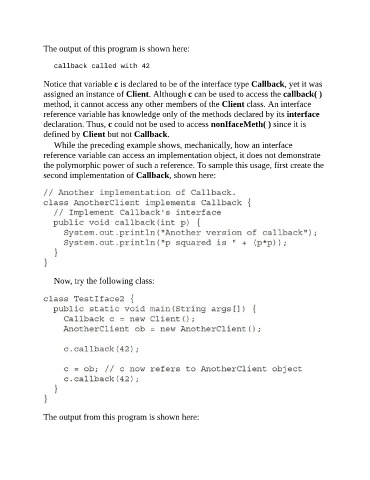 The output of this program is shown here:
callback called with 42
Notice that variable c is declared to be of the interface type Callback, yet it was
assigned an instance of Client. Although c can be used to access the callback( )
method, it cannot access any other members of the Client class. An interface
reference variable has knowledge only of the methods declared by its interface
declaration. Thus, c could not be used to access nonIfaceMeth( ) since it is
defined by Client but not Callback.
While the preceding example shows, mechanically, how an interface
reference variable can access an implementation object, it does not demonstrate
the polymorphic power of such a reference. To sample this usage, first create the
second implementation of Callback, shown here:
// Another implementation of Callback.
class AnotherClient implements Callback {
  // Implement Callback's interface
  public void callback(int p) {
    System.out.println("Another version of callback");
    System.out.println("p squared is " + (p*p));
  }
}
Now, try the following class:
class TestIface2 {
  public static void main(String args[]) {
    Callback c = new Client();
    AnotherClient ob = new AnotherClient();
    c.callback(42);
    c = ob; // c now refers to AnotherClient object
    c.callback(42);
  }
}
The output from this program is shown here: